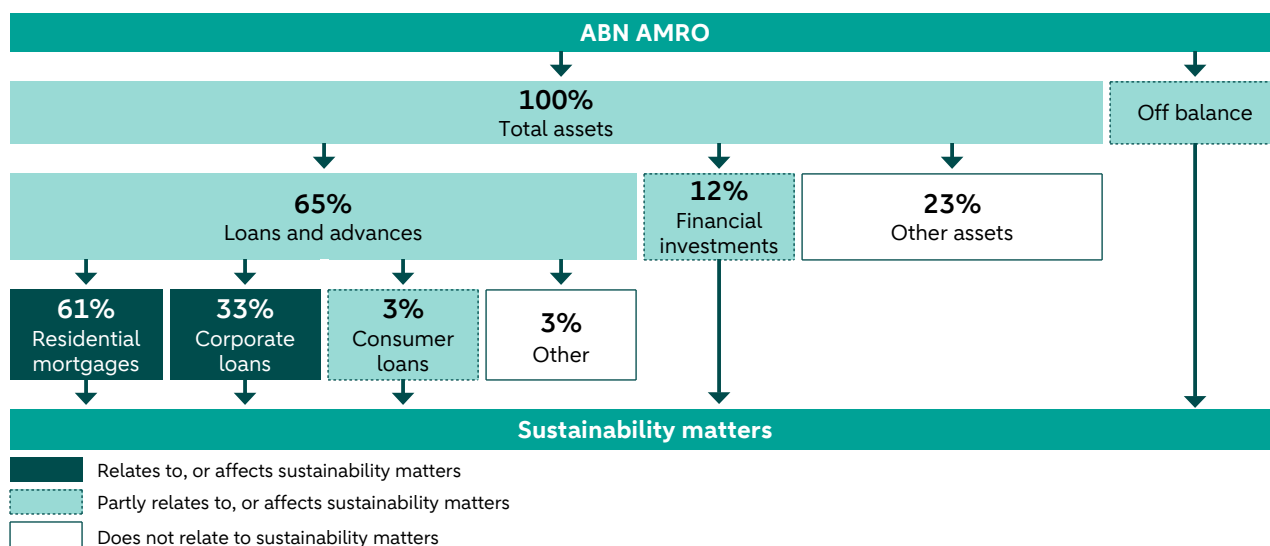 ABN AMRO
100%
Total assets
Off balance
65%
Loans and advances
12%
Financial
investments
23%
Other assets
61%
Residential
mortgages
33%
Corporate
loans
3%
Consumer
loans
3%
Other
Sustainability matters
Relates to, or affects sustainability matters
Partly relates to, or affects sustainability matters
Does not relate to sustainability matters